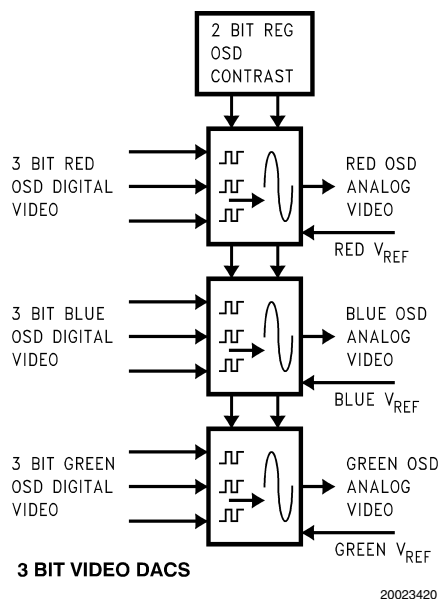 2 BIT REG
OSD
CONTRAST
3 BIT RED
OSD DIGITAL
VIDEO
RED OSD
ANALOG
VIDEO
RED VREF
3 BIT BLUE
OSD DIGITAL
VIDEO
BLUE OSD
ANALOG
VIDEO
BLUE VREF
3 BIT GREEN
OSD DIGITAL
VIDEO
GREEN OSD
ANALOG
VIDEO
GREEN VREF
3 BIT VIDEO DACS
20023420